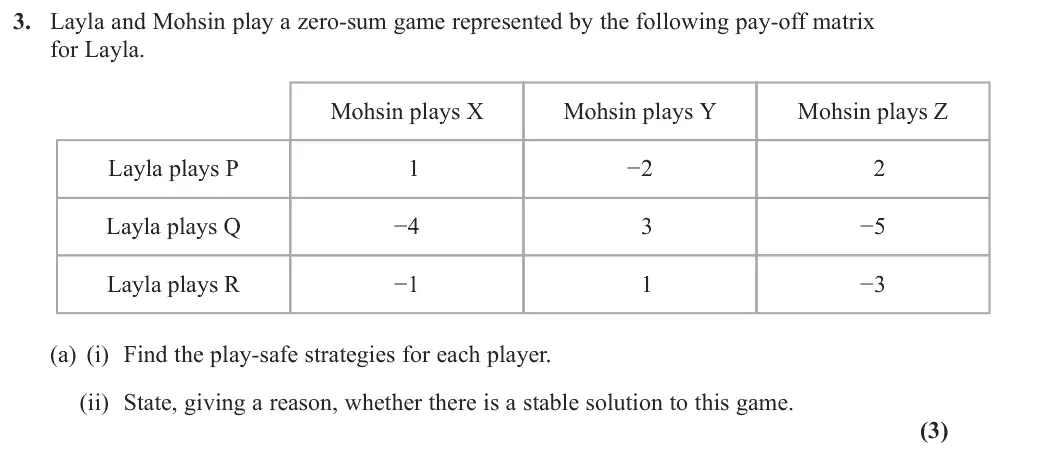 3. Layla and Mohsin play a zero-sum game represented by the following pay-off matrix
for Layla.
Mohsin plays X Mohsin plays Y Mohsin plays Z
Layla plays P 1 −2 2
Layla plays Q −4 3 −5
Layla plays R −1 1 −3
(a) (i) Find the play-safe strategies for each player.
(ii) State, giving a reason, whether there is a stable solution to this game.
(3)